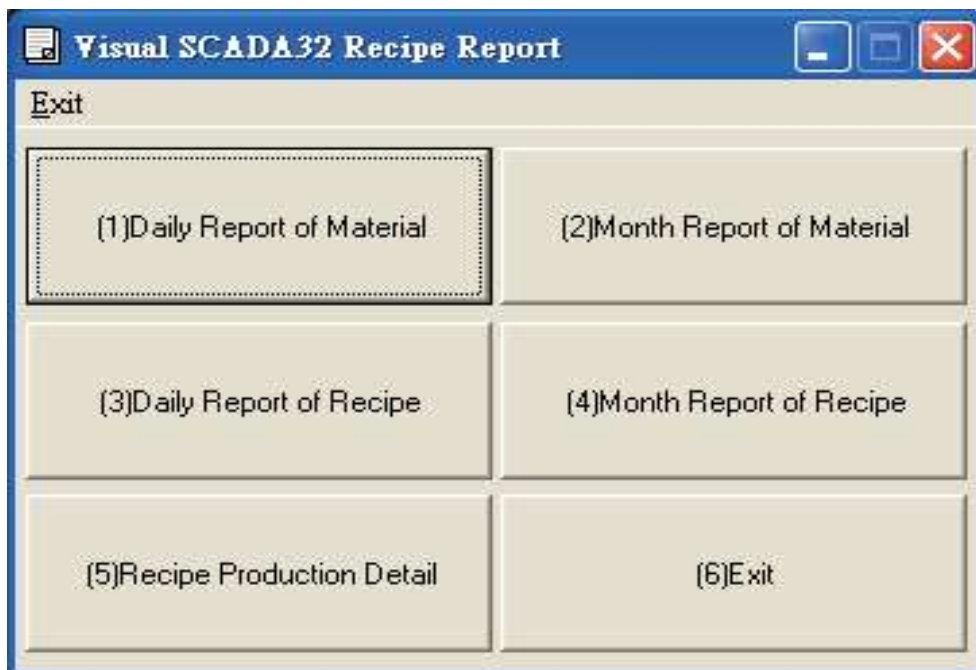 Visual SCADA32 Recipe Report
Exit
(1)Daily Report of Material
(2)Month Report of Material
(3)Daily Report of Recipe
(4)Month Report of Recipe
(5)Recipe Production Detail
(6)Exit